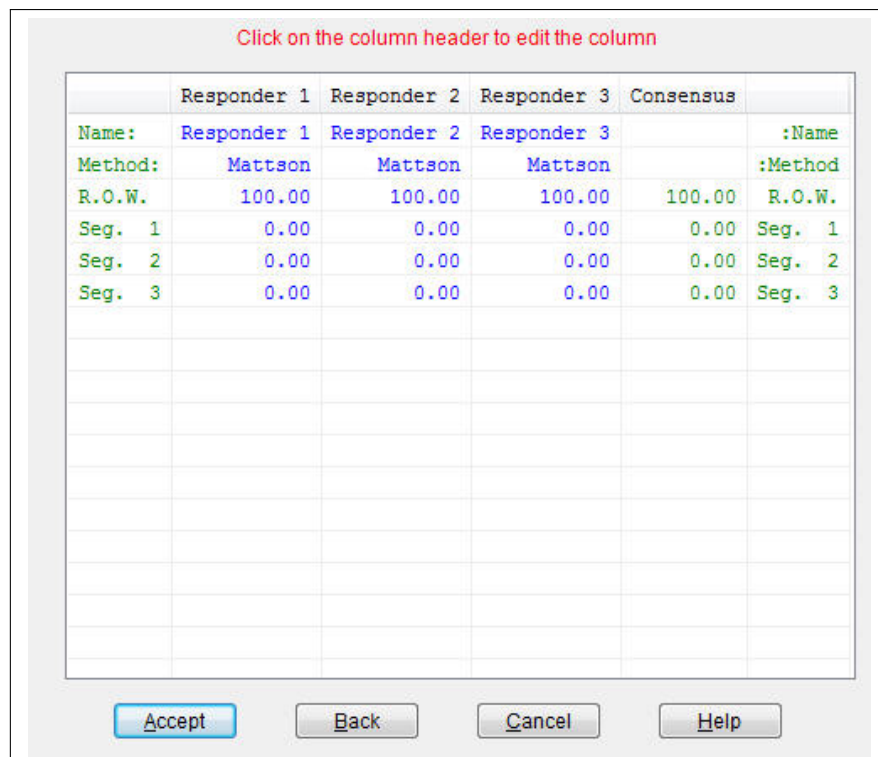 Click on the column header to edit the column
Responder 1 Responder 2 Responder 3 Consensus
Name: Responder 1 Responder 2 Responder 3 :Name
Method: Mattson Mattson Mattson :Method
R.O.W. 100.00 100.00 100.00 100.00 R.O.W.
Seg. 1 0.00 0.00 0.00 0.00 Seg. 1
Seg. 2 0.00 0.00 0.00 0.00 Seg. 2
Seg. 3 0.00 0.00 0.00 0.00 Seg. 3
Accept Back Cancel Help